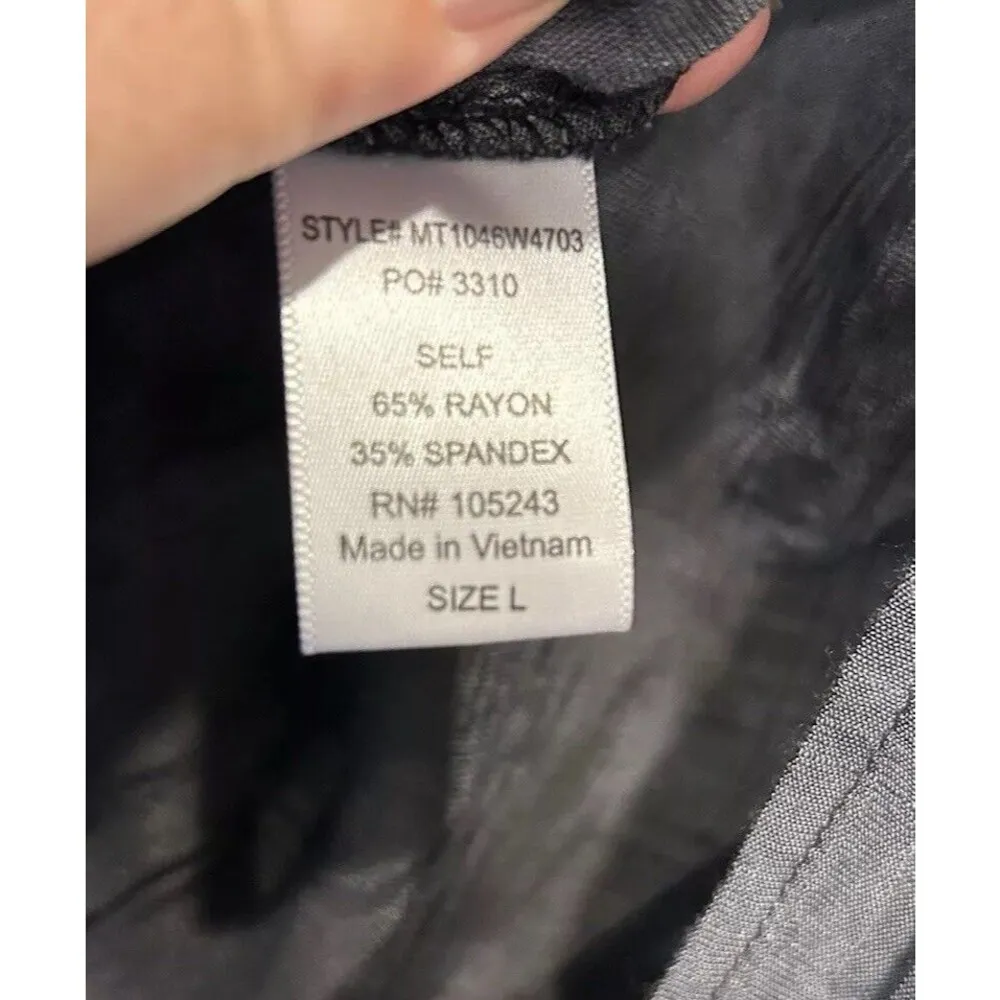 STYLE# MT1046W4703
PO# 3310
SELF
65% RAYON
35% SPANDEX
RN# 105243
Made in Vietnam
SIZE L